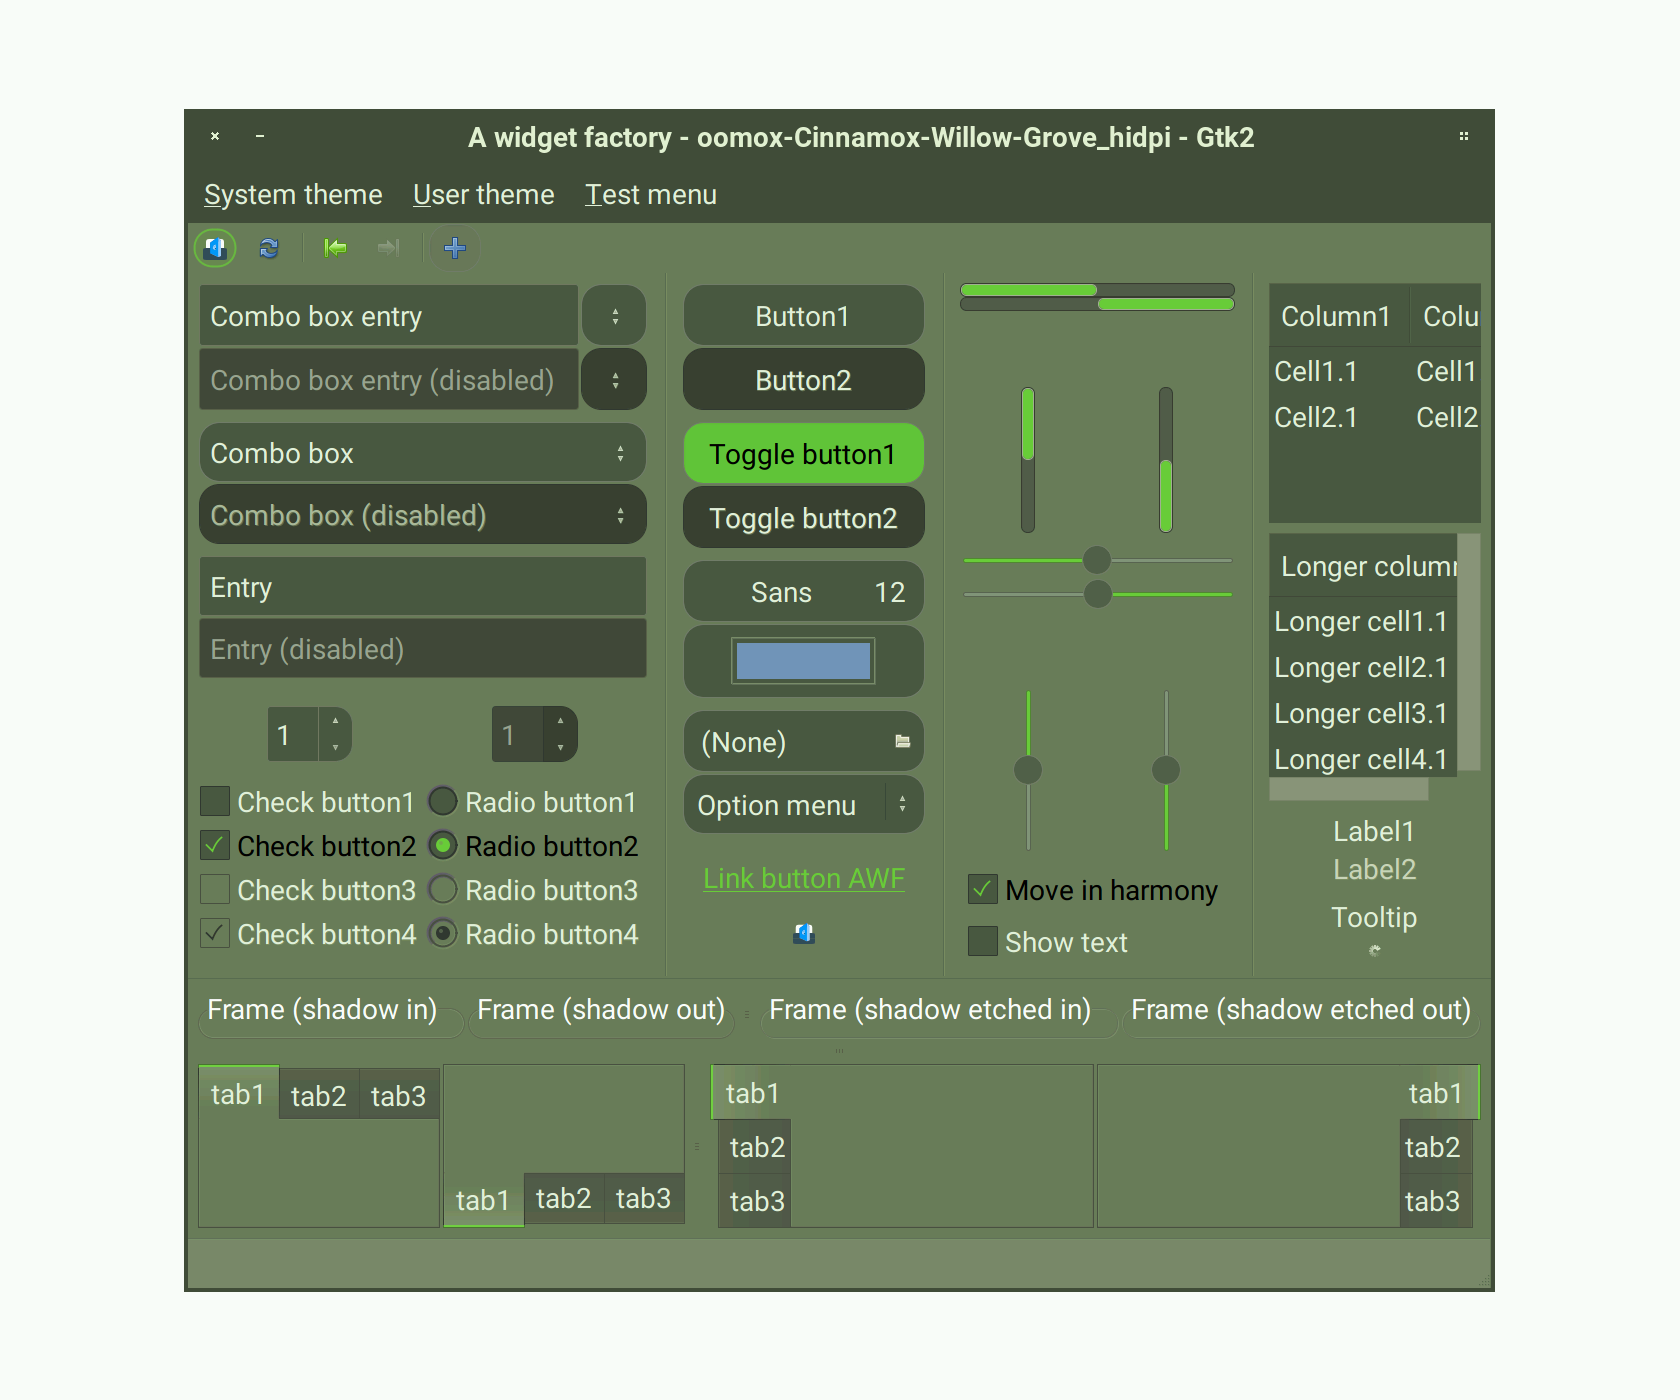 A widget factory - oomox-Cinnamox-Willow-Grove_hidpi - Gtk2
System theme User theme Test menu
Combo box entry
Combo box entry (disabled)
Combo box
Combo box (disabled)
Entry
Entry (disabled)
1 1
Check button1 Radio button1
Check button2 Radio button2
Check button3 Radio button3
Check button4 Radio button4
Button1
Button2
Toggle button1
Toggle button2
Sans 12
(None)
Option menu
Link button AWF
Move in harmony
Show text
Column1 Colu
Cell1.1 Cell1
Cell2.1 Cell2
Longer column
Longer cell1.1
Longer cell2.1
Longer cell3.1
Longer cell4.1
Label1
Label2
Tooltip
Frame (shadow in) Frame (shadow out) Frame (shadow etched in) Frame (shadow etched out)
tab1 tab2 tab3
tab1 tab2 tab3
tab1
tab2
tab3
tab1
tab2
tab3